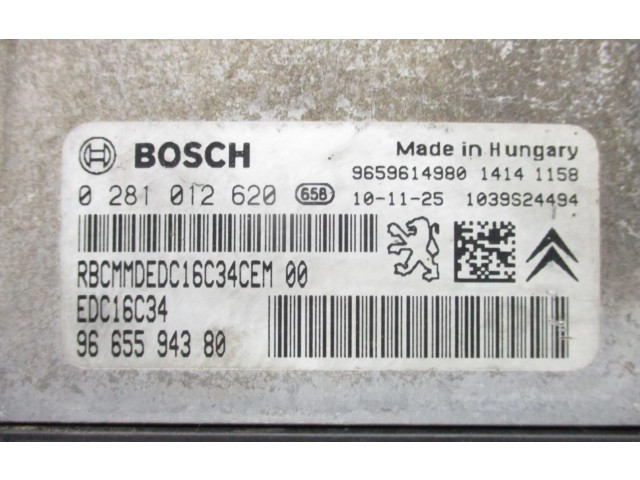 BOSCH
Made in Hungary
9659614980 1414 1158
0 281 012 620 65B
10-11-25 1039S24494
RBCMMDEDC16C34CEM 00
EDC16C34
96 655 943 80